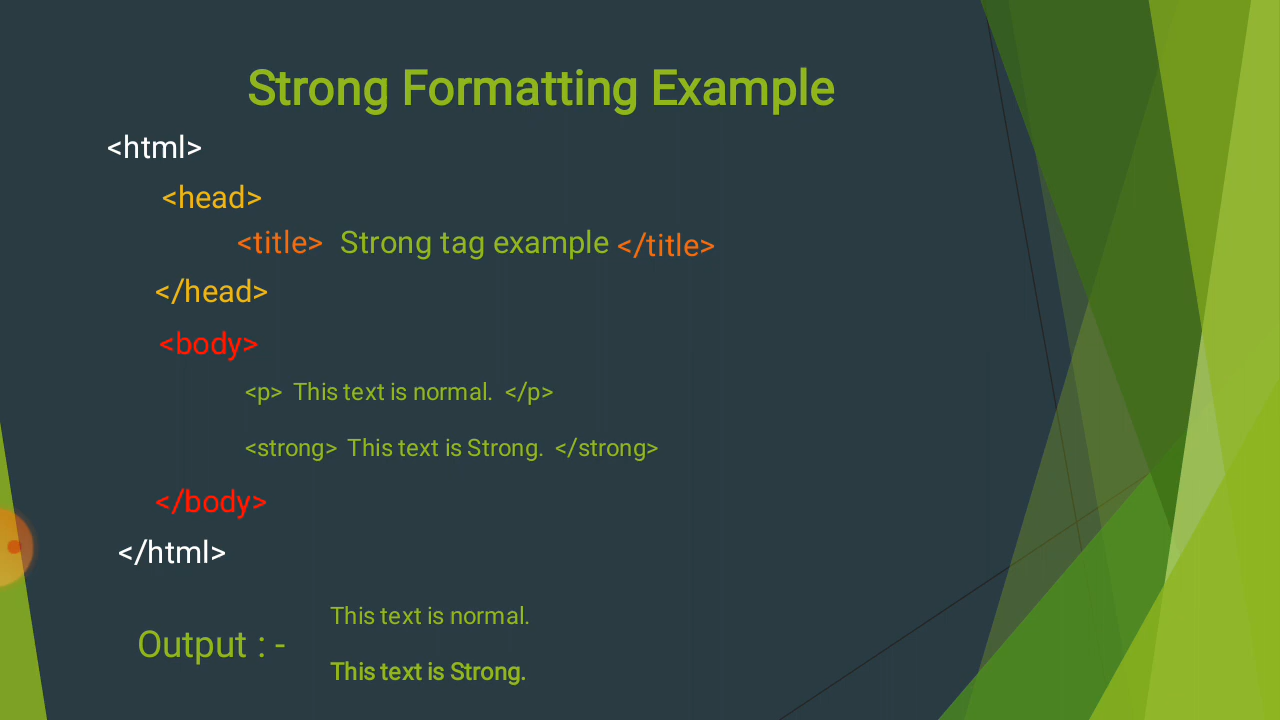 Strong Formatting Example
<html>
<head>
<title> Strong tag example </title>
</head>
<body>
<p> This text is normal. </p>
<strong> This text is Strong. </strong>
</body>
</html>
Output : -
This text is normal.
This text is Strong.